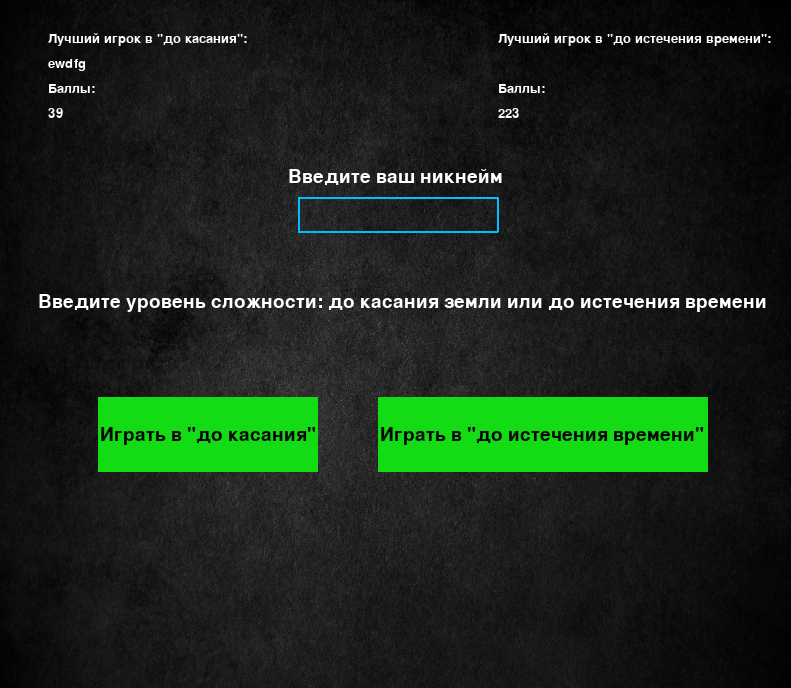 Лучший игрок в "до касания":
ewdfg
Баллы:
39
Лучший игрок в "до истечения времени":
Баллы:
223
Введите ваш никнейм
Введите уровень сложности: до касания земли или до истечения времени
Играть в "до касания"
Играть в "до истечения времени"